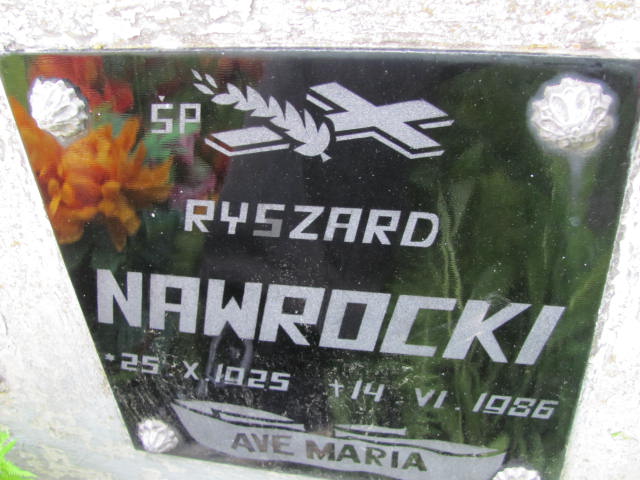 ŚP
RYSZARD
NAWROCKI
*25 X.1925 +14 VI.1986
AVE MARIA